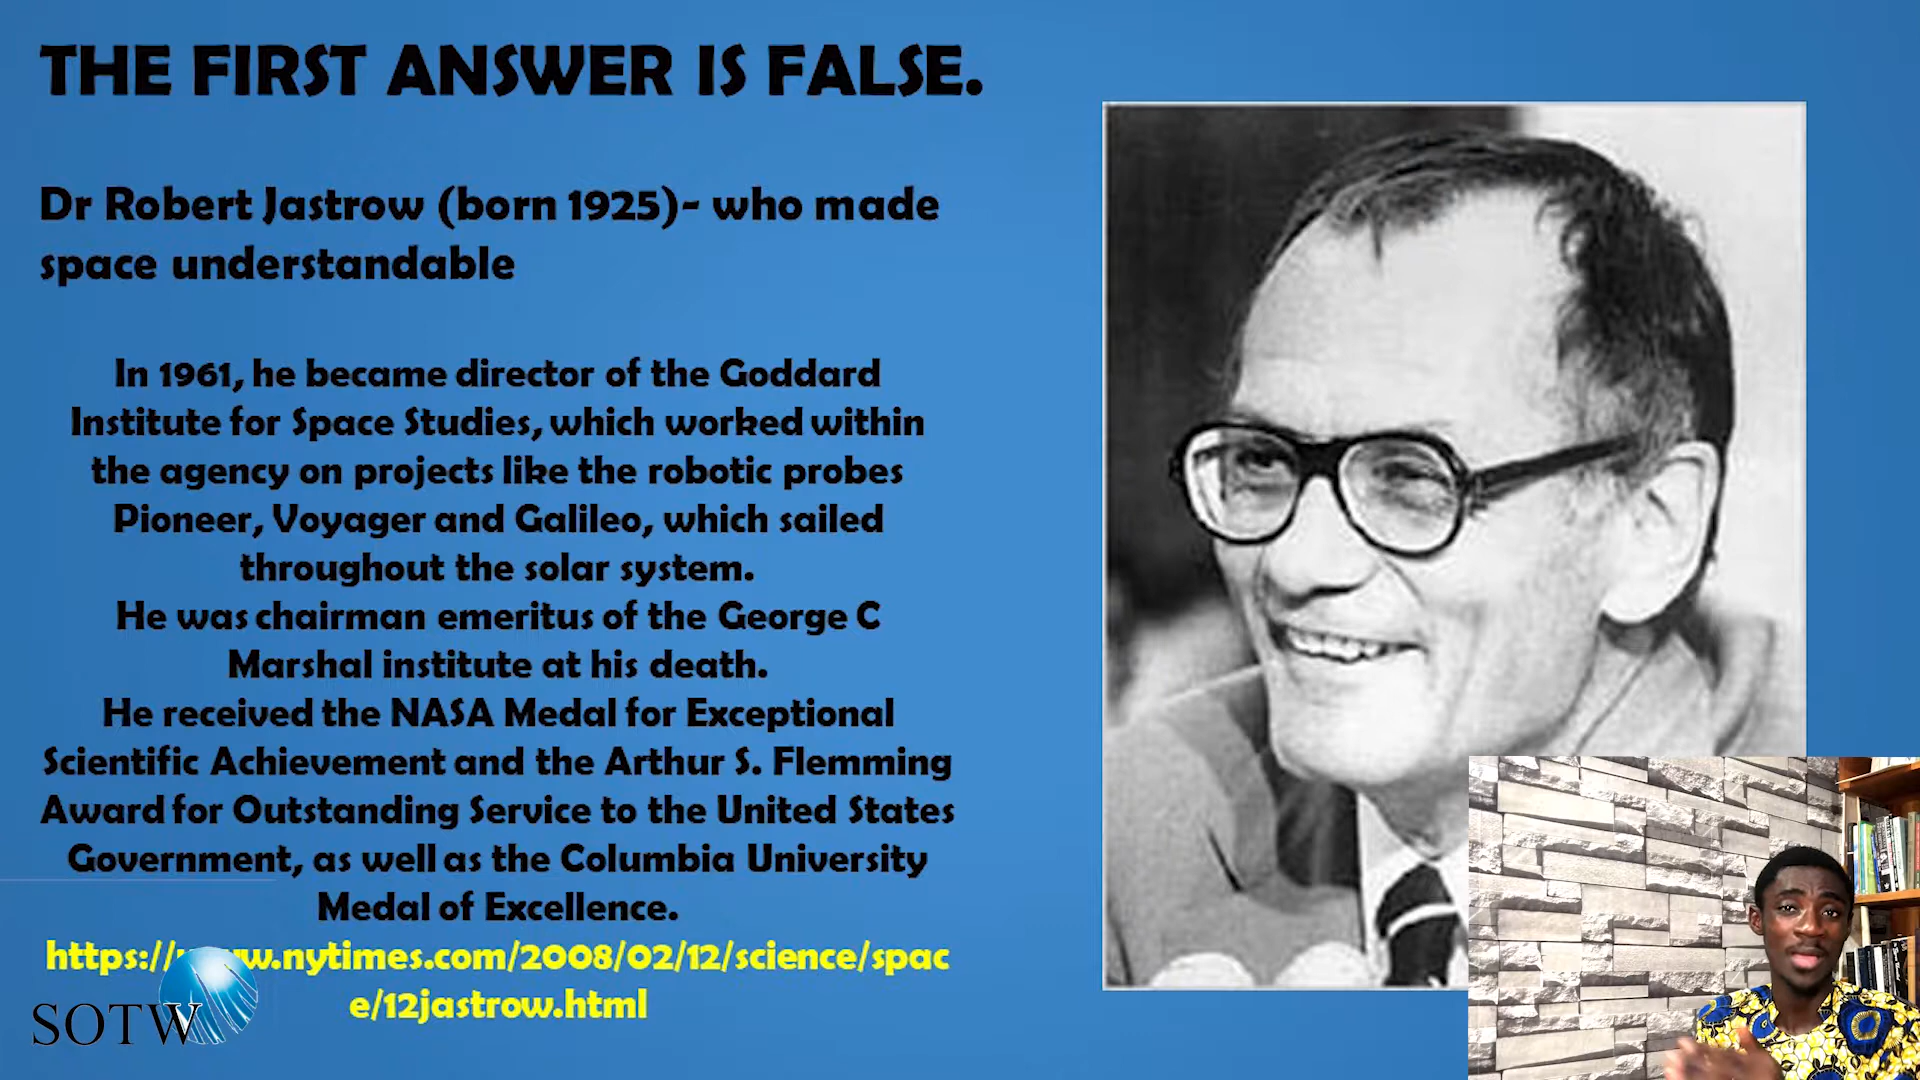 THE FIRST ANSWER IS FALSE.
Dr Robert Jastrow (born 1925)- who made
space understandable
In 1961, he became director of the Goddard
Institute for Space Studies, which worked within
the agency on projects like the robotic probes
Pioneer, Voyager and Galileo, which sailed
throughout the solar system.
He was chairman emeritus of the George C
Marshal institute at his death.
He received the NASA Medal for Exceptional
Scientific Achievement and the Arthur S. Flemming
Award for Outstanding Service to the United States
Government, as well as the Columbia University
Medal of Excellence.
https://www.nytimes.com/2008/02/12/science/spac
e/12jastrow.html
SOTW